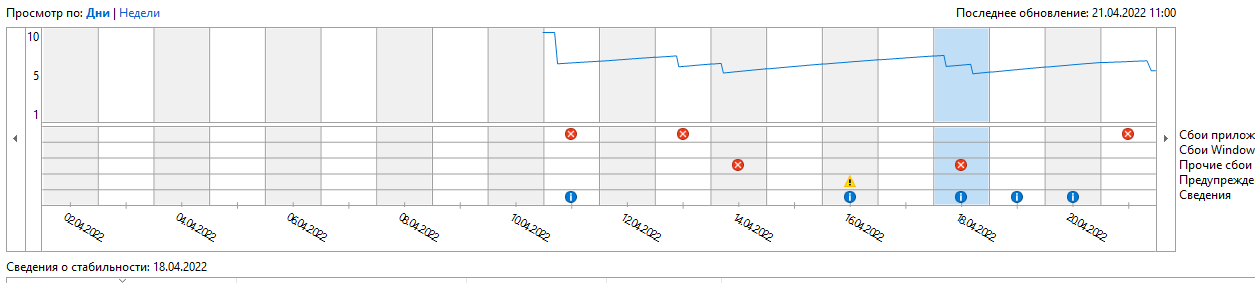 Просмотр по: Дни | Недели
Последнее обновление: 21.04.2022 11:00
10
5
1
Сбои прилож
Сбои Window
Прочие сбои
Предупрежде
Сведения
02.04.2022 04.04.2022 06.04.2022 08.04.2022 10.04.2022 12.04.2022 14.04.2022 16.04.2022 18.04.2022 20.04.2022
Сведения о стабильности: 18.04.2022